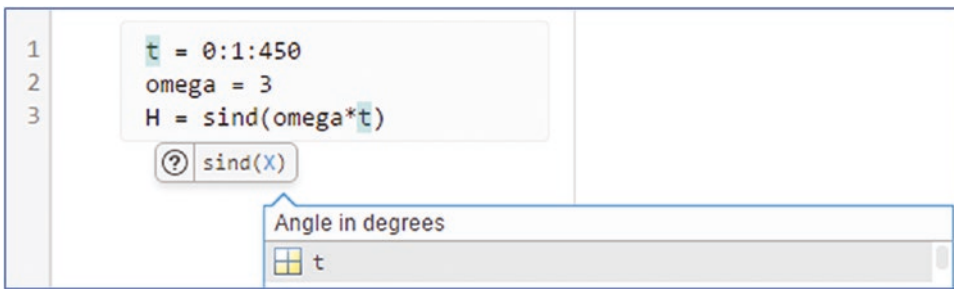 1 t = 0:1:450
2 omega = 3
3 H = sind(omega*t)
? sind(X)
Angle in degrees
t